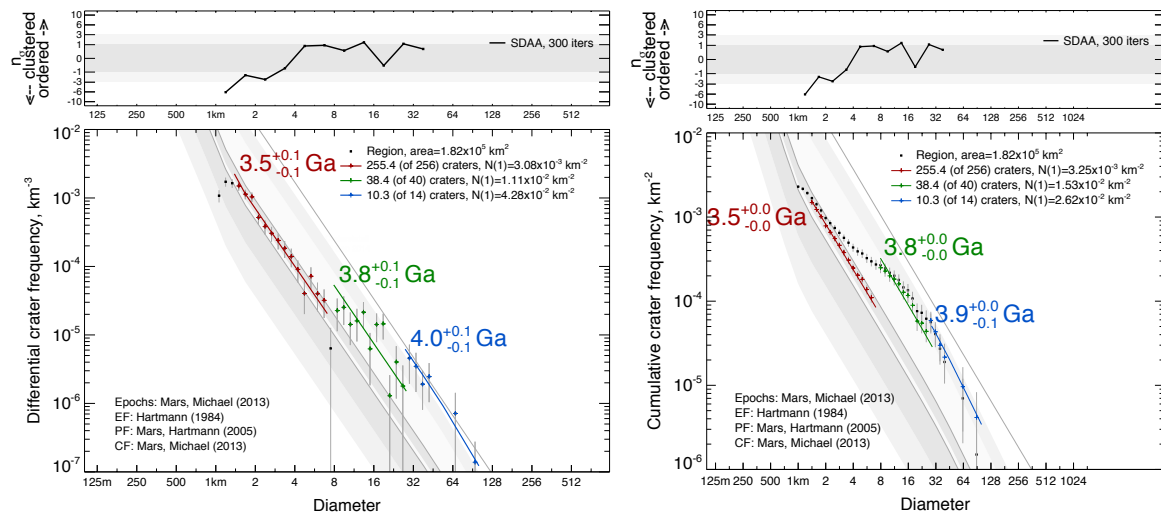 n_σ
<-- clustered
ordered ->
10
6
3
1
0
-1
-3
-6
-10
SDAA, 300 iters
125m 250 500 1km 2 4 8 16 32 64 128 256 512
Differential crater frequency, km⁻³
10⁻²
10⁻³
10⁻⁴
10⁻⁵
10⁻⁶
10⁻⁷
Region, area=1.82x10⁵ km²
255.4 (of 256) craters, N(1)=3.08x10⁻³ km⁻²
38.4 (of 40) craters, N(1)=1.11x10⁻² km⁻²
10.3 (of 14) craters, N(1)=4.28x10⁻² km⁻²
3.5+0.1-0.1 Ga
3.8+0.1-0.1 Ga
4.0+0.1-0.1 Ga
Epochs: Mars, Michael (2013)
EF: Hartmann (1984)
PF: Mars, Hartmann (2005)
CF: Mars, Michael (2013)
125m 250 500 1km 2 4 8 16 32 64 128 256 512
Diameter
n_σ
<-- clustered
ordered ->
10
6
3
1
0
-1
-3
-6
-10
SDAA, 300 iters
125m 250 500 1km 2 4 8 16 32 64 128 256 512 1024
Cumulative crater frequency, km⁻²
10⁻²
10⁻³
10⁻⁴
10⁻⁵
10⁻⁶
Region, area=1.82x10⁵ km²
255.4 (of 256) craters, N(1)=3.25x10⁻³ km⁻²
38.4 (of 40) craters, N(1)=1.53x10⁻² km⁻²
10.3 (of 14) craters, N(1)=2.62x10⁻² km⁻²
3.5+0.0-0.0 Ga
3.8+0.0-0.0 Ga
3.9+0.0-0.1 Ga
Epochs: Mars, Michael (2013)
EF: Hartmann (1984)
PF: Mars, Hartmann (2005)
CF: Mars, Michael (2013)
125m 250 500 1km 2 4 8 16 32 64 128 256 512 1024
Diameter